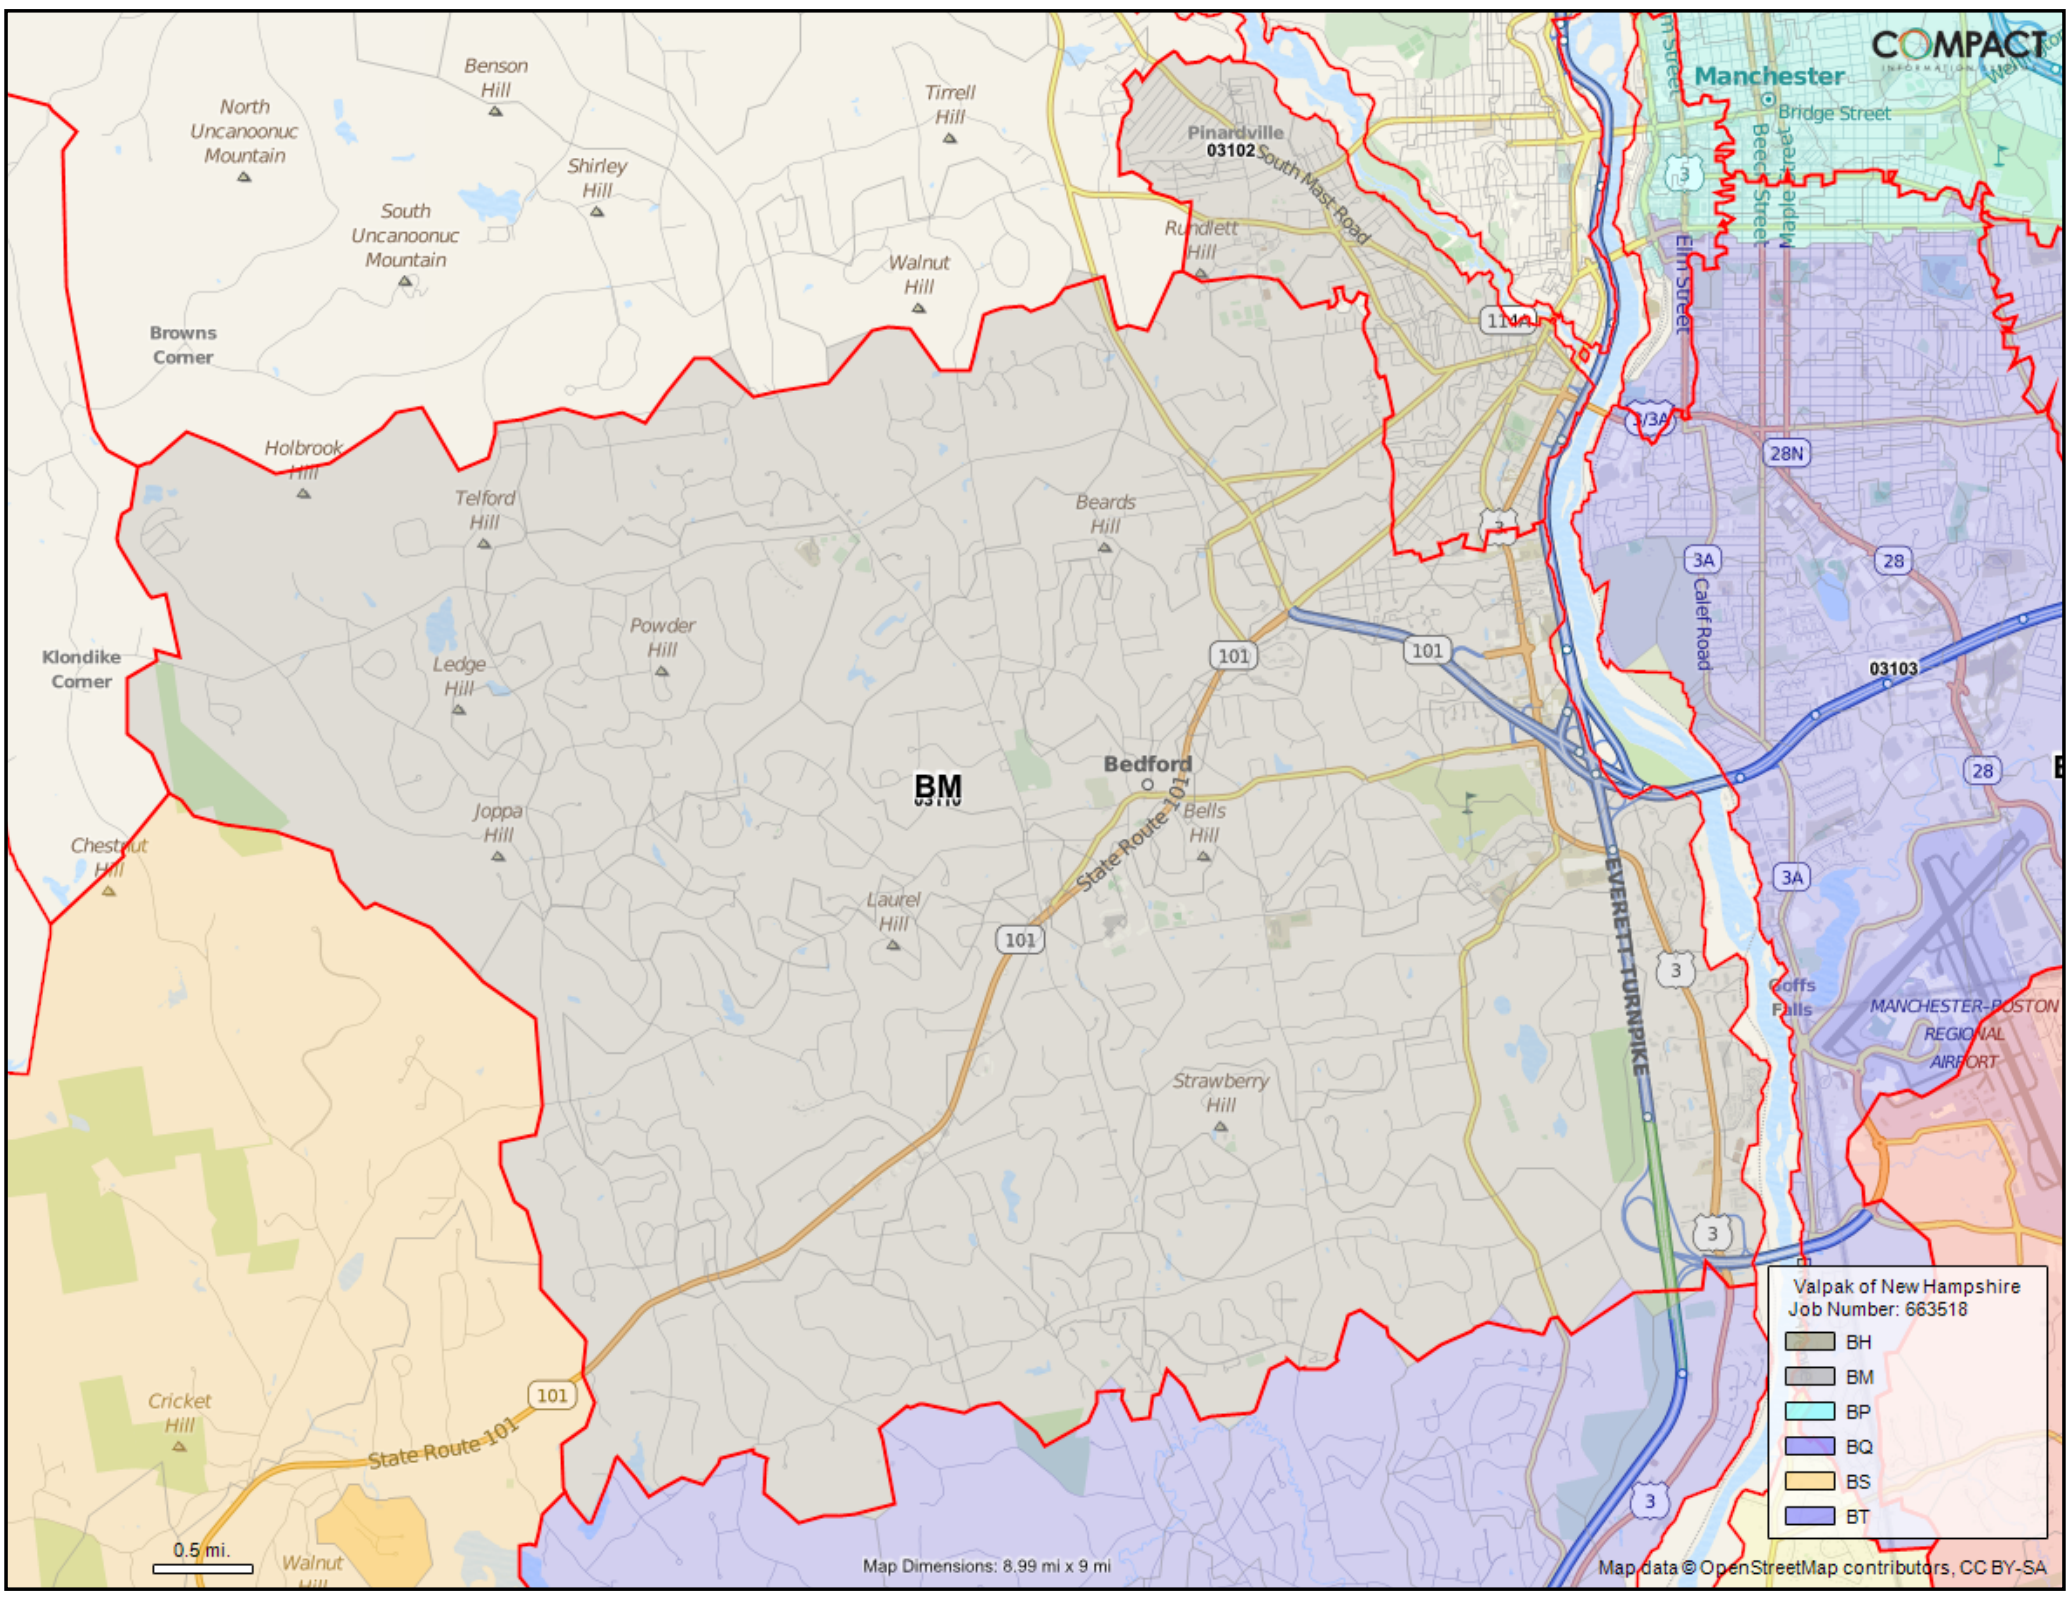 COMPACT
Manchester
Bridge Street
Beech Street
Maple Street
Elm Street
Benson
Hill
North
Uncanoonuc
Mountain
Tirrell
Hill
Pinardville
03102
South Mast Road
Shirley
Hill
3
South
Uncanoonuc
Mountain
Rundlett
Hill
Walnut
Hill
Browns
Corner
114A
3/3A
Holbrook
Hill
28N
Telford
Hill
Beards
Hill
3
3A
28
Calef Road
Klondike
Corner
Powder
Hill
Ledge
Hill
101
101
03103
Bedford
BM
03110
28
Joppa
Hill
State Route 101
Bells
Hill
Chestnut
Hill
3A
EVERETT TURNPIKE
Laurel
Hill
101
3
Goffs
Falls
MANCHESTER-BOSTON
REGIONAL
AIRPORT
Strawberry
Hill
3
Valpak of New Hampshire
Job Number: 663518
BH
BM
BP
BQ
BS
BT
101
Cricket
Hill
State Route 101
3
0.5 mi.
Walnut
Hill
Map Dimensions: 8.99 mi x 9 mi
Map data © OpenStreetMap contributors, CC BY-SA